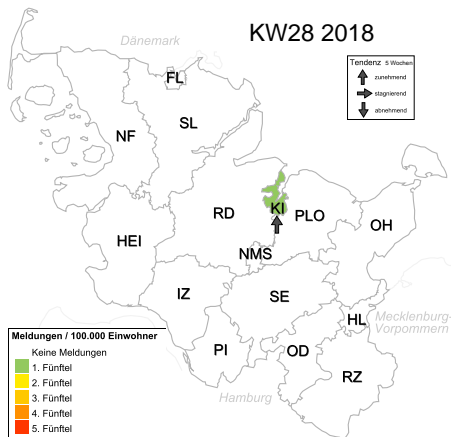 KW28 2018
Dänemark
Tendenz 5 Wochen
zunehmend
stagnierend
abnehmend
FL
SL
NF
RD
KI
PLO
OH
HEI
NMS
IZ
SE
HL
Mecklenburg-
Vorpommern
PI
OD
RZ
Hamburg
Meldungen / 100.000 Einwohner
Keine Meldungen
1. Fünftel
2. Fünftel
3. Fünftel
4. Fünftel
5. Fünftel